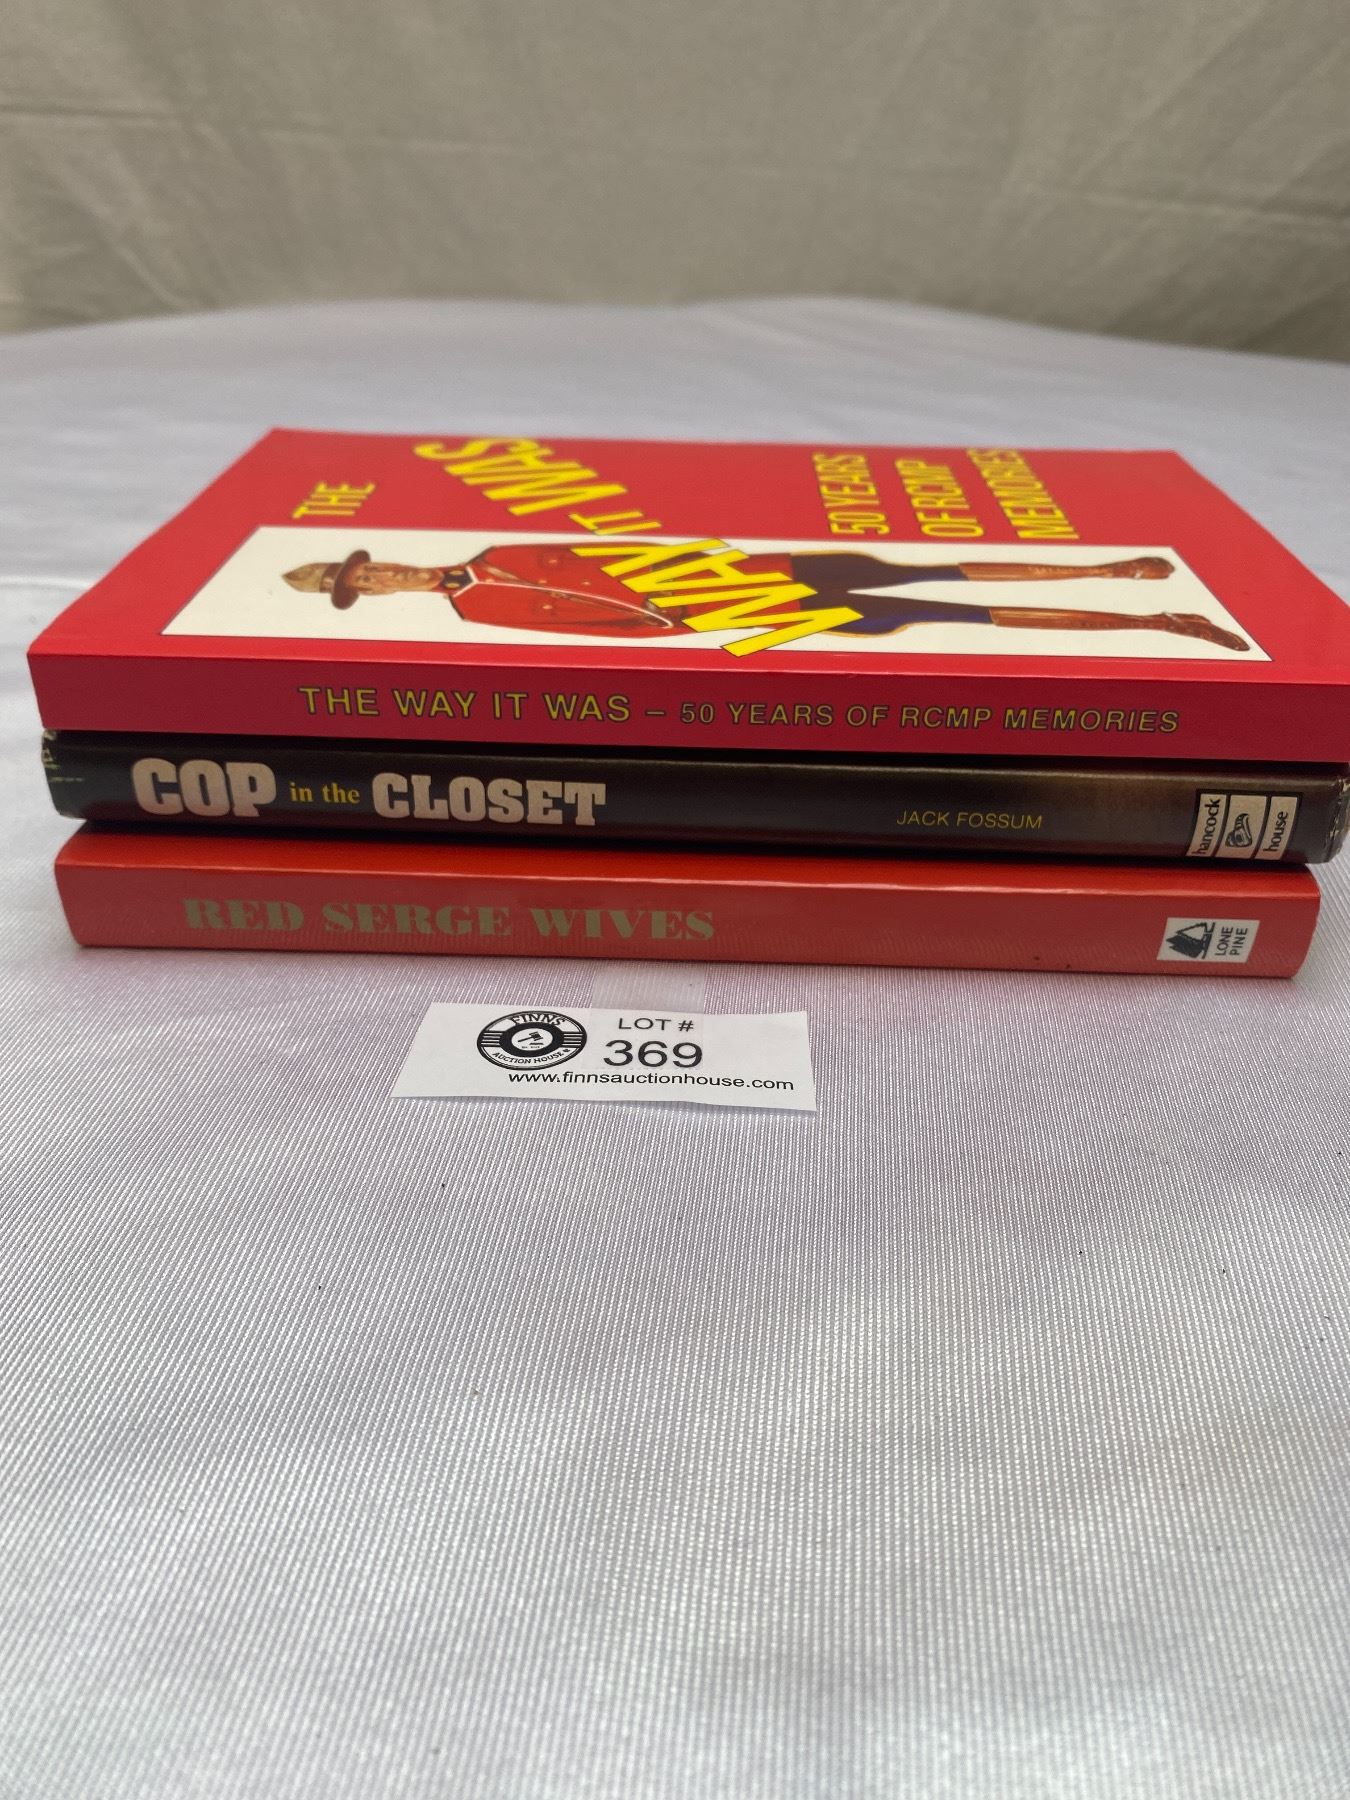 THE
WAY
IT WAS
50 YEARS
OF RCMP
MEMORIES
THE WAY IT WAS – 50 YEARS OF RCMP MEMORIES
COP in the CLOSET JACK FOSSUM hancock house
RED SERGE WIVES LONE PINE
FINNS
AUCTION HOUSE
LOT #
369
www.finnsauctionhouse.com